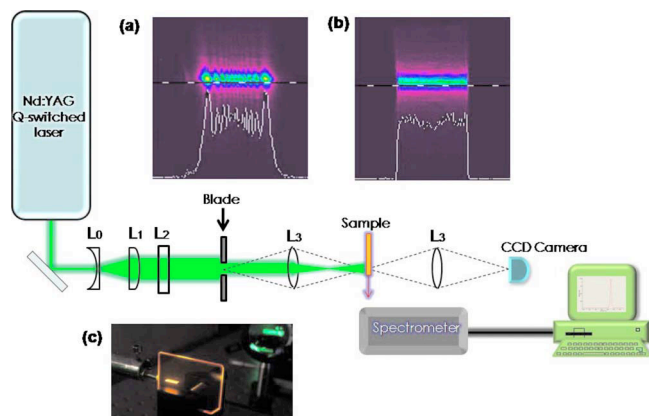 (a)
(b)
Nd:YAG
Q-switched
laser
Blade
Sample
L0
L1
L2
L3
L3
CCD Camera
Spectrometer
(c)